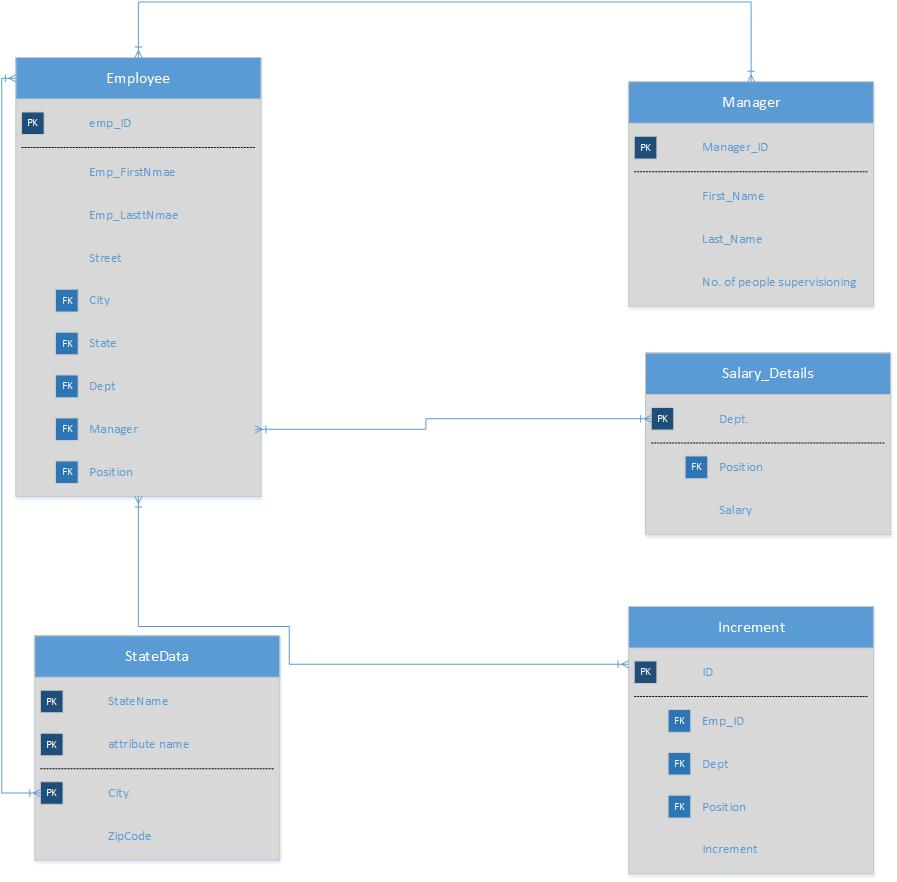 Employee
PK emp_ID
Emp_FirstNmae
Emp_LasttNmae
Street
FK City
FK State
FK Dept
FK Manager
FK Position
Manager
PK Manager_ID
First_Name
Last_Name
No. of people supervisioning
Salary_Details
PK Dept.
FK Position
Salary
StateData
PK StateName
PK attribute name
PK City
ZipCode
Increment
PK ID
FK Emp_ID
FK Dept
FK Position
Increment